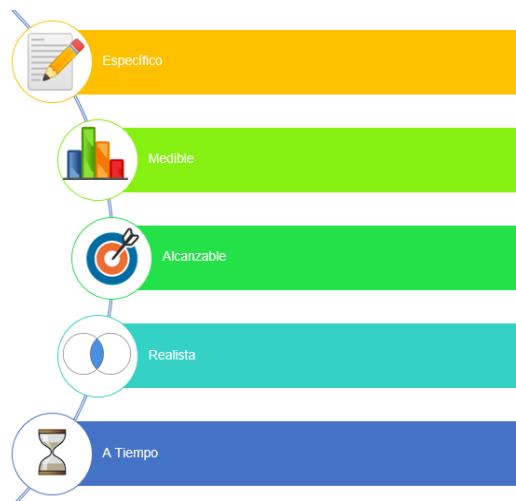 Específico
Medible
Alcanzable
Realista
A Tiempo